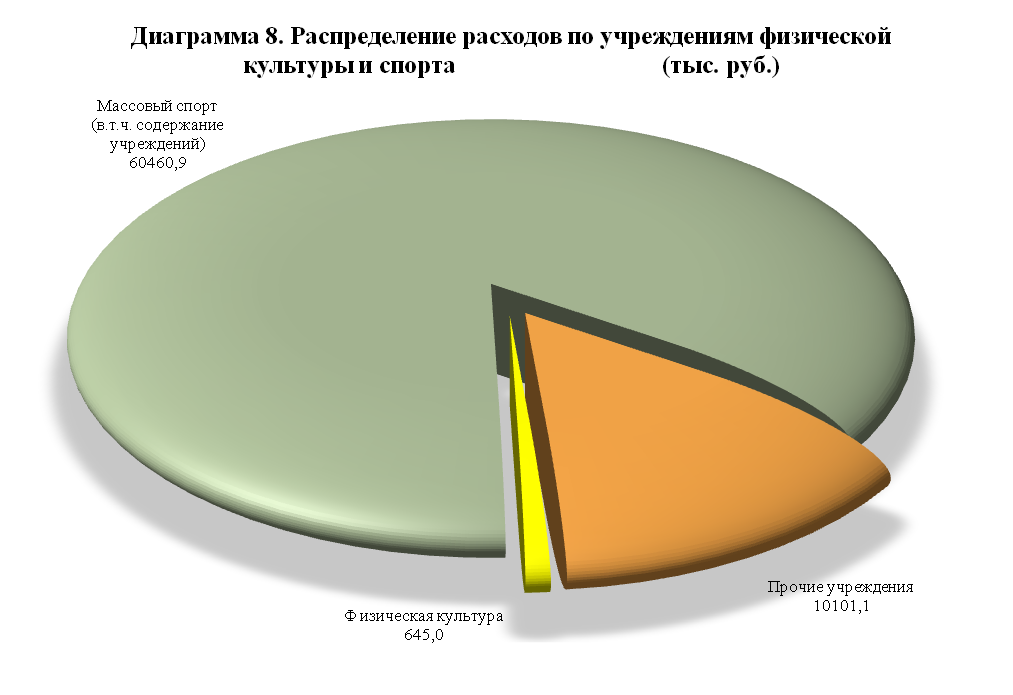 Диаграмма 8. Распределение расходов по учреждениям физической
культуры и спорта (тыс. руб.)
Массовый спорт
(в.т.ч. содержание
учреждений)
60460,9
Прочие учреждения
10101,1
Физическая культура
645,0